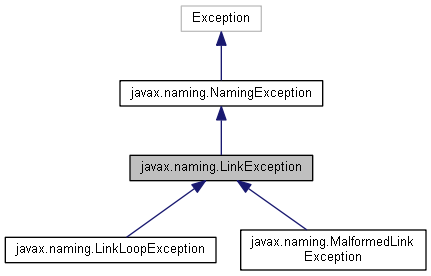 Exception
javax.naming.NamingException
javax.naming.LinkException
javax.naming.LinkLoopException
javax.naming.MalformedLink
Exception